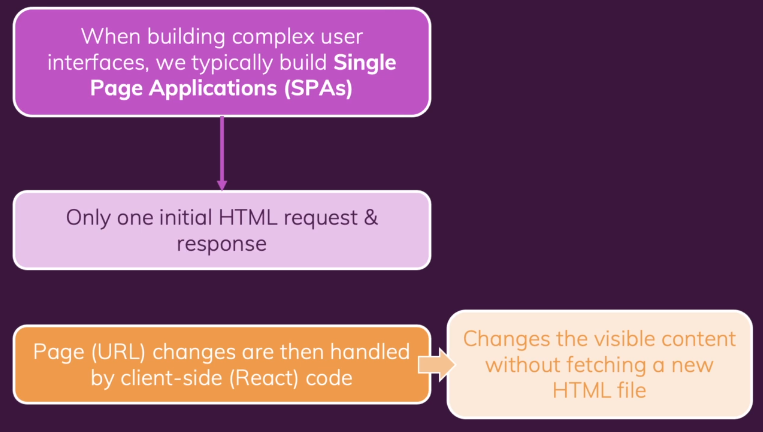 When building complex user
interfaces, we typically build Single
Page Applications (SPAs)
Only one initial HTML request &
response
Page (URL) changes are then handled
by client-side (React) code
Changes the visible content
without fetching a new
HTML file